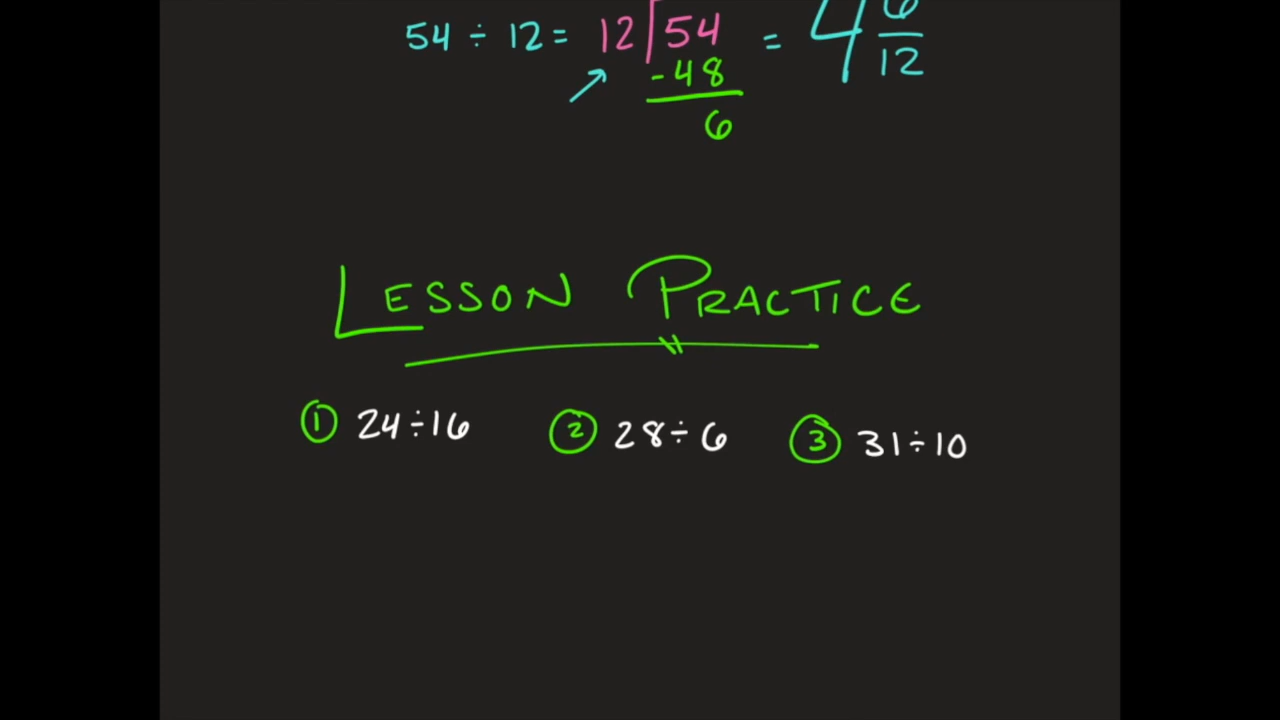 54 ÷ 12 = 12 54 = 4 6/12
-48
6
LESSON PRACTICE
① 24÷16 ② 28÷6 ③ 31÷10